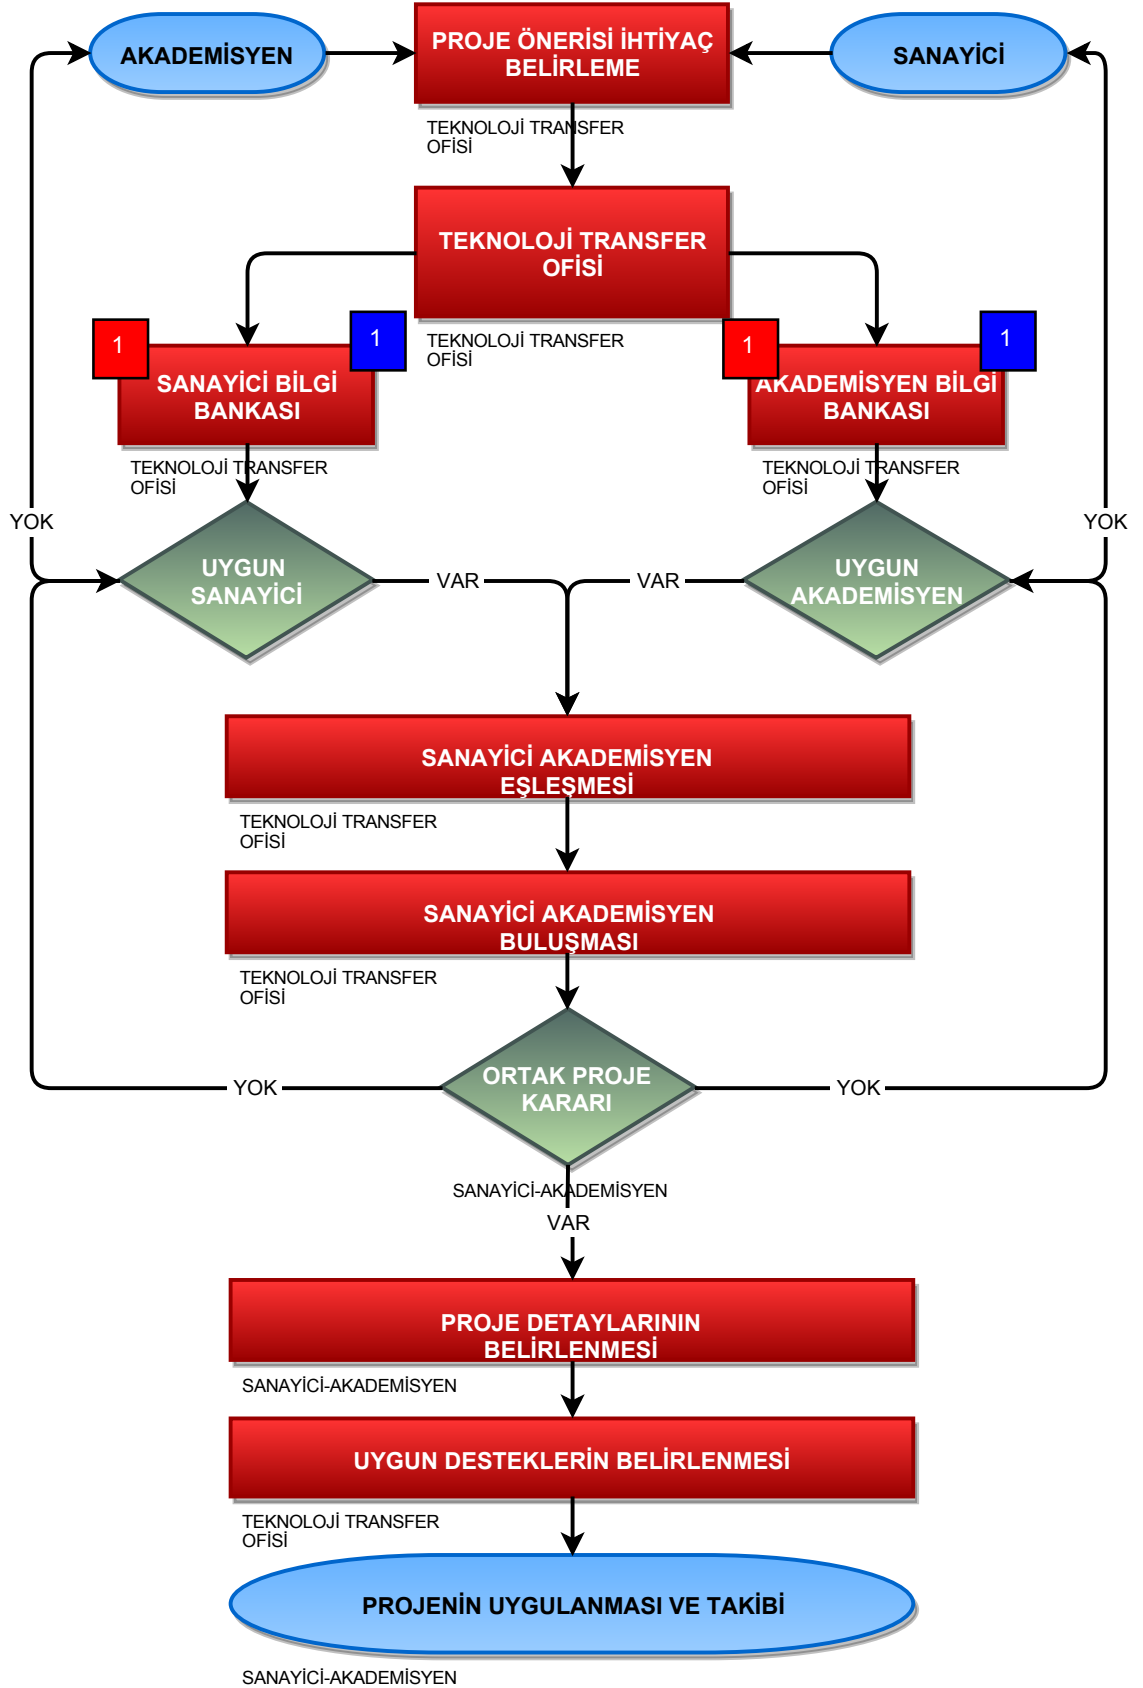 AKADEMİSYEN
PROJE ÖNERİSİ İHTİYAÇ
BELİRLEME
SANAYİCİ
TEKNOLOJİ TRANSFER
OFİSİ
TEKNOLOJİ TRANSFER
OFİSİ
TEKNOLOJİ TRANSFER
OFİSİ
1
1
SANAYİCİ BİLGİ
BANKASI
1
1
AKADEMİSYEN BİLGİ
BANKASI
TEKNOLOJİ TRANSFER
OFİSİ
TEKNOLOJİ TRANSFER
OFİSİ
YOK
YOK
UYGUN
SANAYİCİ
VAR
VAR
UYGUN
AKADEMİSYEN
SANAYİCİ AKADEMİSYEN
EŞLEŞMESİ
TEKNOLOJİ TRANSFER
OFİSİ
SANAYİCİ AKADEMİSYEN
BULUŞMASI
TEKNOLOJİ TRANSFER
OFİSİ
YOK
ORTAK PROJE
KARARI
YOK
SANAYİCİ-AKADEMİSYEN
VAR
PROJE DETAYLARININ
BELİRLENMESİ
SANAYİCİ-AKADEMİSYEN
UYGUN DESTEKLERİN BELİRLENMESİ
TEKNOLOJİ TRANSFER
OFİSİ
PROJENİN UYGULANMASI VE TAKİBİ
SANAYİCİ-AKADEMİSYEN